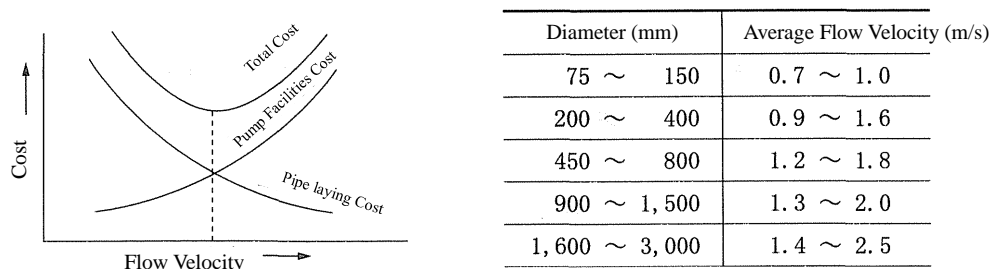 Total Cost
Pump Facilities Cost
Pipe laying Cost
Cost
Flow Velocity
Diameter (mm) Average Flow Velocity (m/s)
75 ~ 150 0.7 ~ 1.0
200 ~ 400 0.9 ~ 1.6
450 ~ 800 1.2 ~ 1.8
900 ~ 1,500 1.3 ~ 2.0
1,600 ~ 3,000 1.4 ~ 2.5